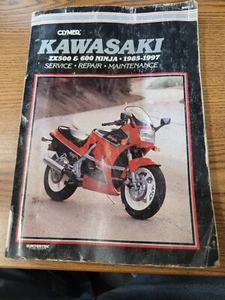 CLYMER
KAWASAKI
ZX500 & 600 NINJA • 1985-1997
SERVICE • REPAIR • MAINTENANCE